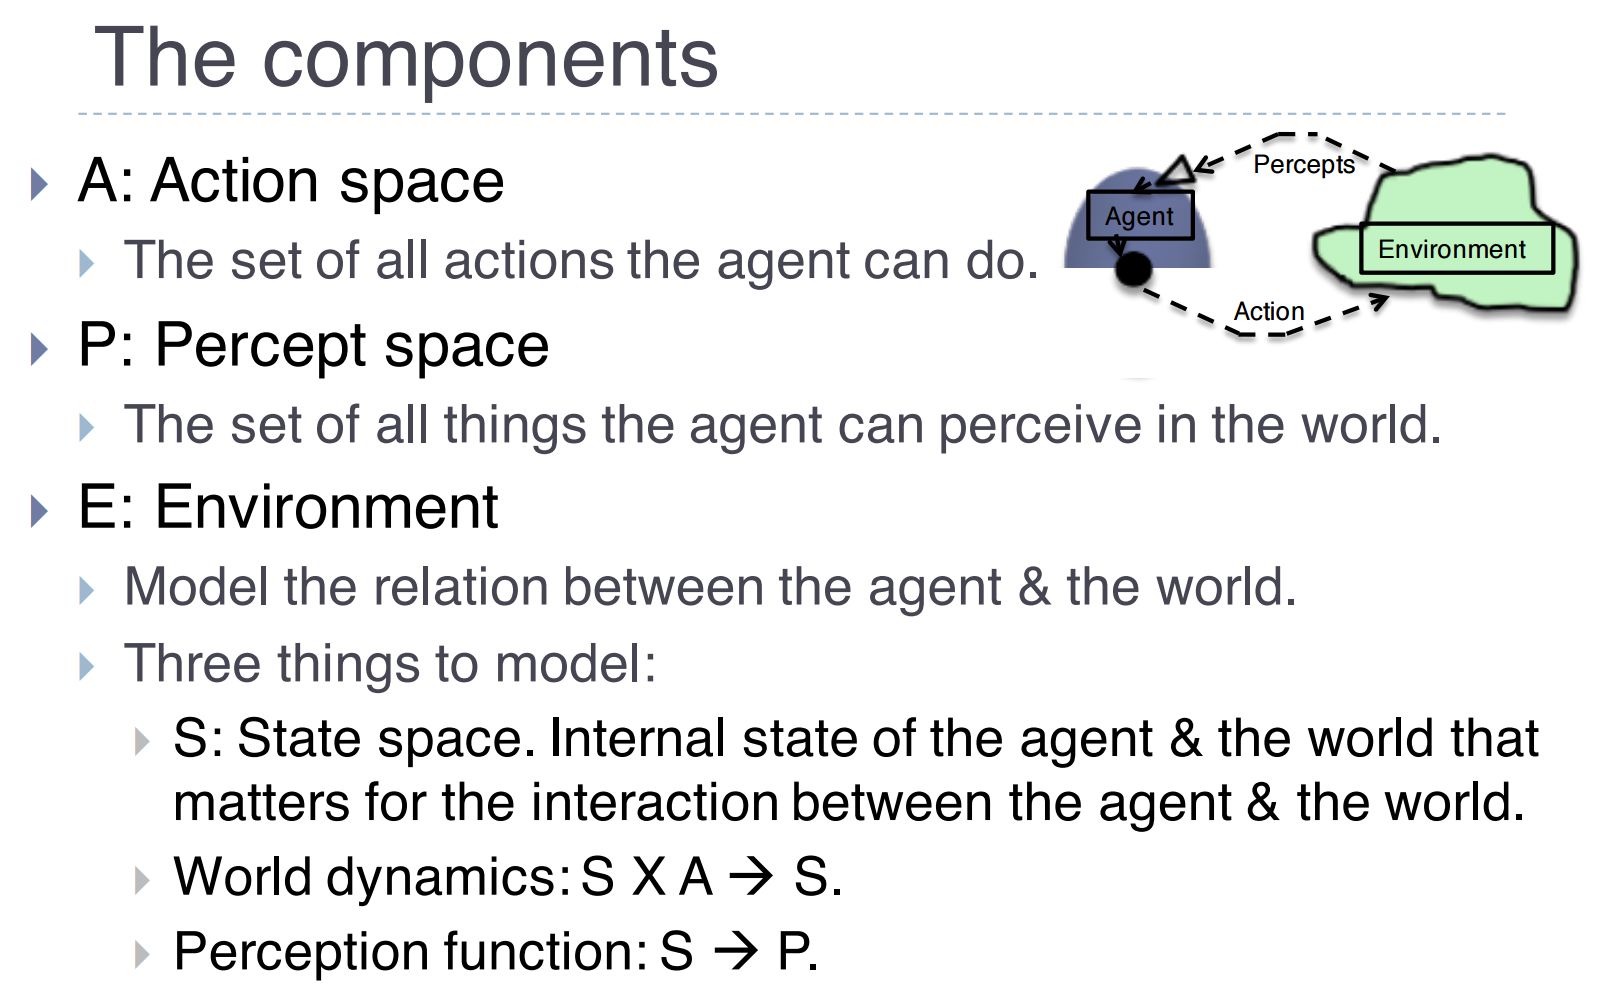 The components
A: Action space
The set of all actions the agent can do.
P: Percept space
The set of all things the agent can perceive in the world.
E: Environment
Model the relation between the agent & the world.
Three things to model:
S: State space. Internal state of the agent & the world that
matters for the interaction between the agent & the world.
World dynamics: S X A → S.
Perception function: S → P.
Percepts
Agent
Environment
Action